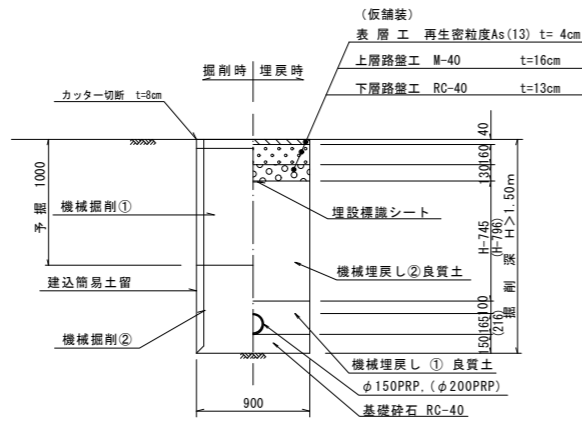 (仮舗装)
表 層 工　再生密粒度As(13) t= 4cm
上層路盤工　M-40　t=16cm
下層路盤工　RC-40　t=13cm
掘削時 埋戻時
カッター切断　t=8cm
40
160
130
予 掘 1000
機械掘削①
埋設標識シート
H-745
(H-796)
掘 削 深 H>1.50m
機械埋戻し②良質土
建込簡易土留
100
165
(216)
150
機械掘削②
機械埋戻し ① 良質土
φ150PRP.(φ200PRP)
基礎砕石 RC-40
900